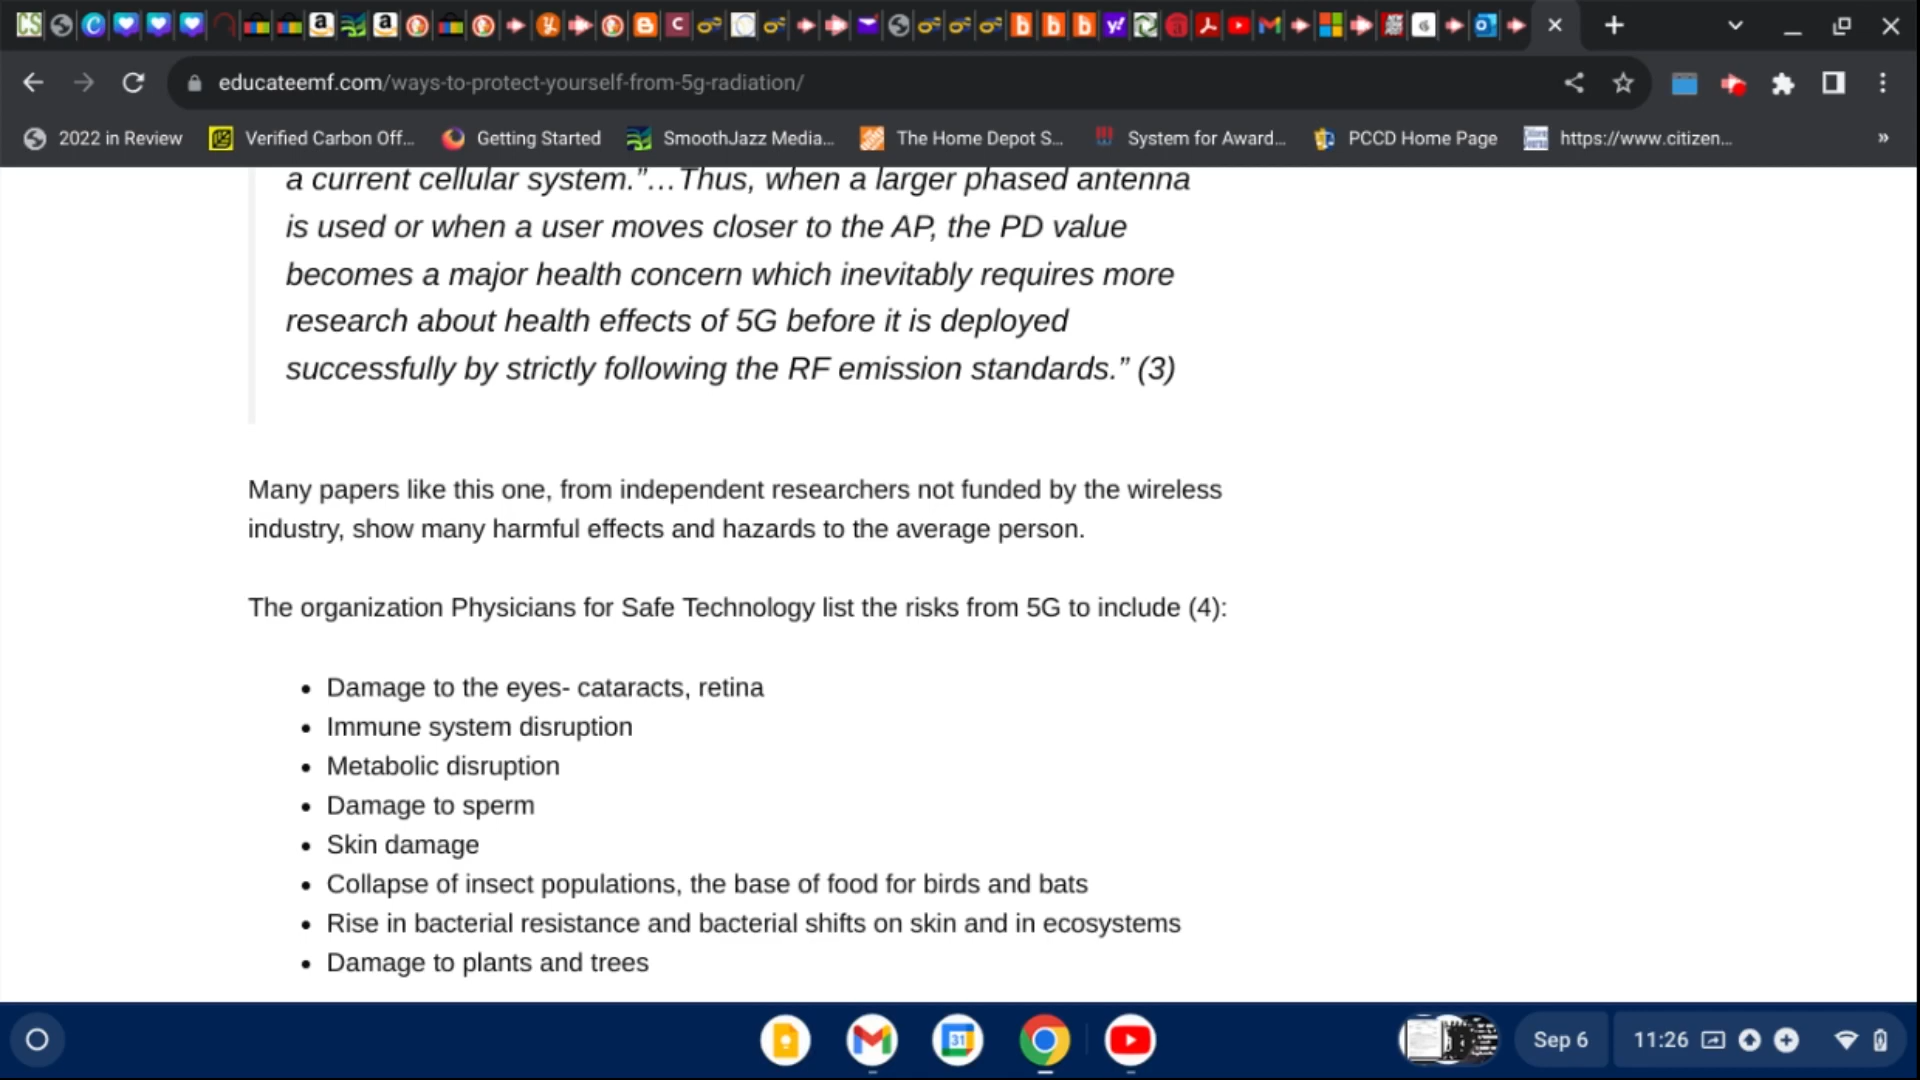 educateemf.com/ways-to-protect-yourself-from-5g-radiation/
2022 in Review Verified Carbon Off... Getting Started SmoothJazz Media... The Home Depot S... System for Award... PCCD Home Page https://www.citizen... »
a current cellular system.”…Thus, when a larger phased antenna
is used or when a user moves closer to the AP, the PD value
becomes a major health concern which inevitably requires more
research about health effects of 5G before it is deployed
successfully by strictly following the RF emission standards.” (3)
Many papers like this one, from independent researchers not funded by the wireless
industry, show many harmful effects and hazards to the average person.
The organization Physicians for Safe Technology list the risks from 5G to include (4):
• Damage to the eyes- cataracts, retina
• Immune system disruption
• Metabolic disruption
• Damage to sperm
• Skin damage
• Collapse of insect populations, the base of food for birds and bats
• Rise in bacterial resistance and bacterial shifts on skin and in ecosystems
• Damage to plants and trees
31 Sep 6 11:26